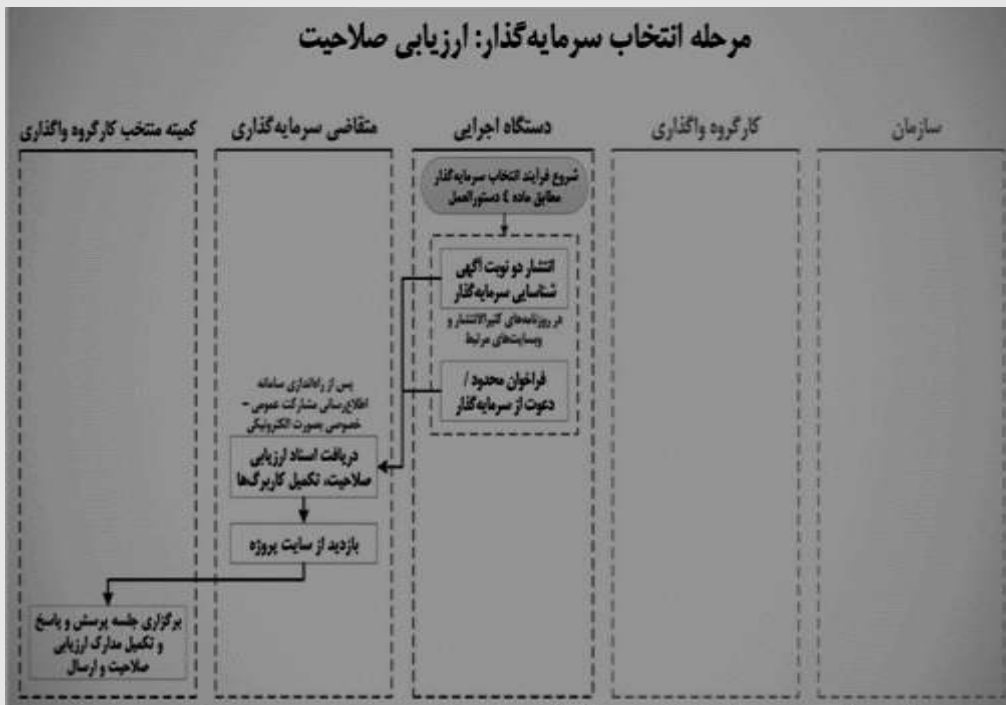 مرحله انتخاب سرمایه‌گذار: ارزیابی صلاحیت
سازمان
کارگروه واگذاری
دستگاه اجرایی
متقاضی سرمایه‌گذاری
کمیته منتخب کارگروه واگذاری
شروع فرآیند انتخاب سرمایه‌گذار
مطابق ماده ٤ دستورالعمل
انتشار دو نوبت آگهی
شناسایی سرمایه‌گذار
در روزنامه‌های کثیرالانتشار و
وبسایت‌های مرتبط
فراخوان محدود /
دعوت از سرمایه‌گذار
پس از راه‌اندازی سامانه
اطلاع‌رسانی مشارکت عمومی –
خصوصی بصورت الکترونیکی
دریافت اسناد ارزیابی
صلاحیت، تکمیل کاربرگ‌ها
بازدید از سایت پروژه
برگزاری جلسه پرسش و پاسخ
و تکمیل مدارک ارزیابی
صلاحیت و ارسال